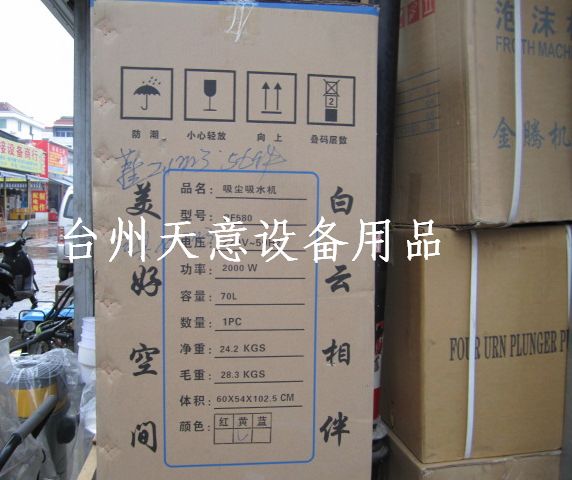 防潮
小心轻放
向上
叠码层数
2
美好空间
白云相伴
品名：吸尘吸水机
型号：BF580
台州天意设备用品
电压：
功率：2000 W
容量：70L
数量：1PC
净重：24.2 KGS
毛重：28.3 KGS
体积：60X54X102.5 CM
颜色：红 黄 蓝
泡沫
FROTH MACH
金腾机
FOUR URN PLUNGER P